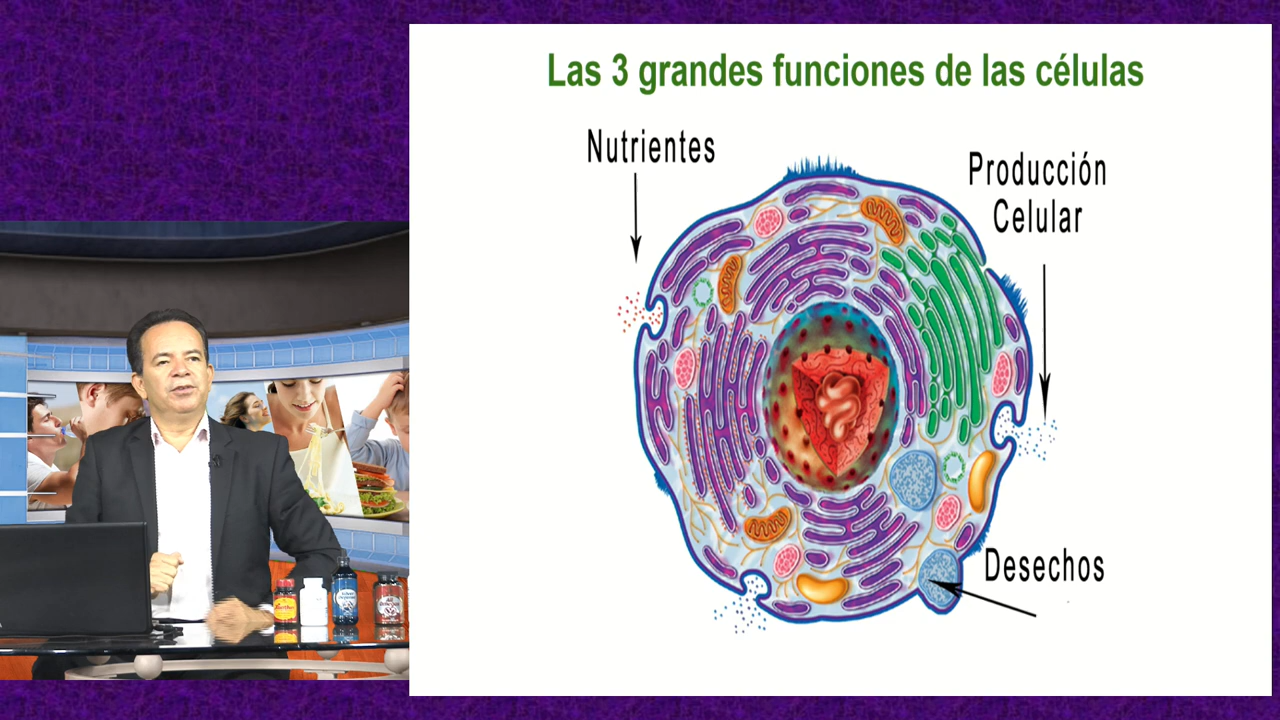 Las 3 grandes funciones de las células
Nutrientes
Producción
Celular
Desechos